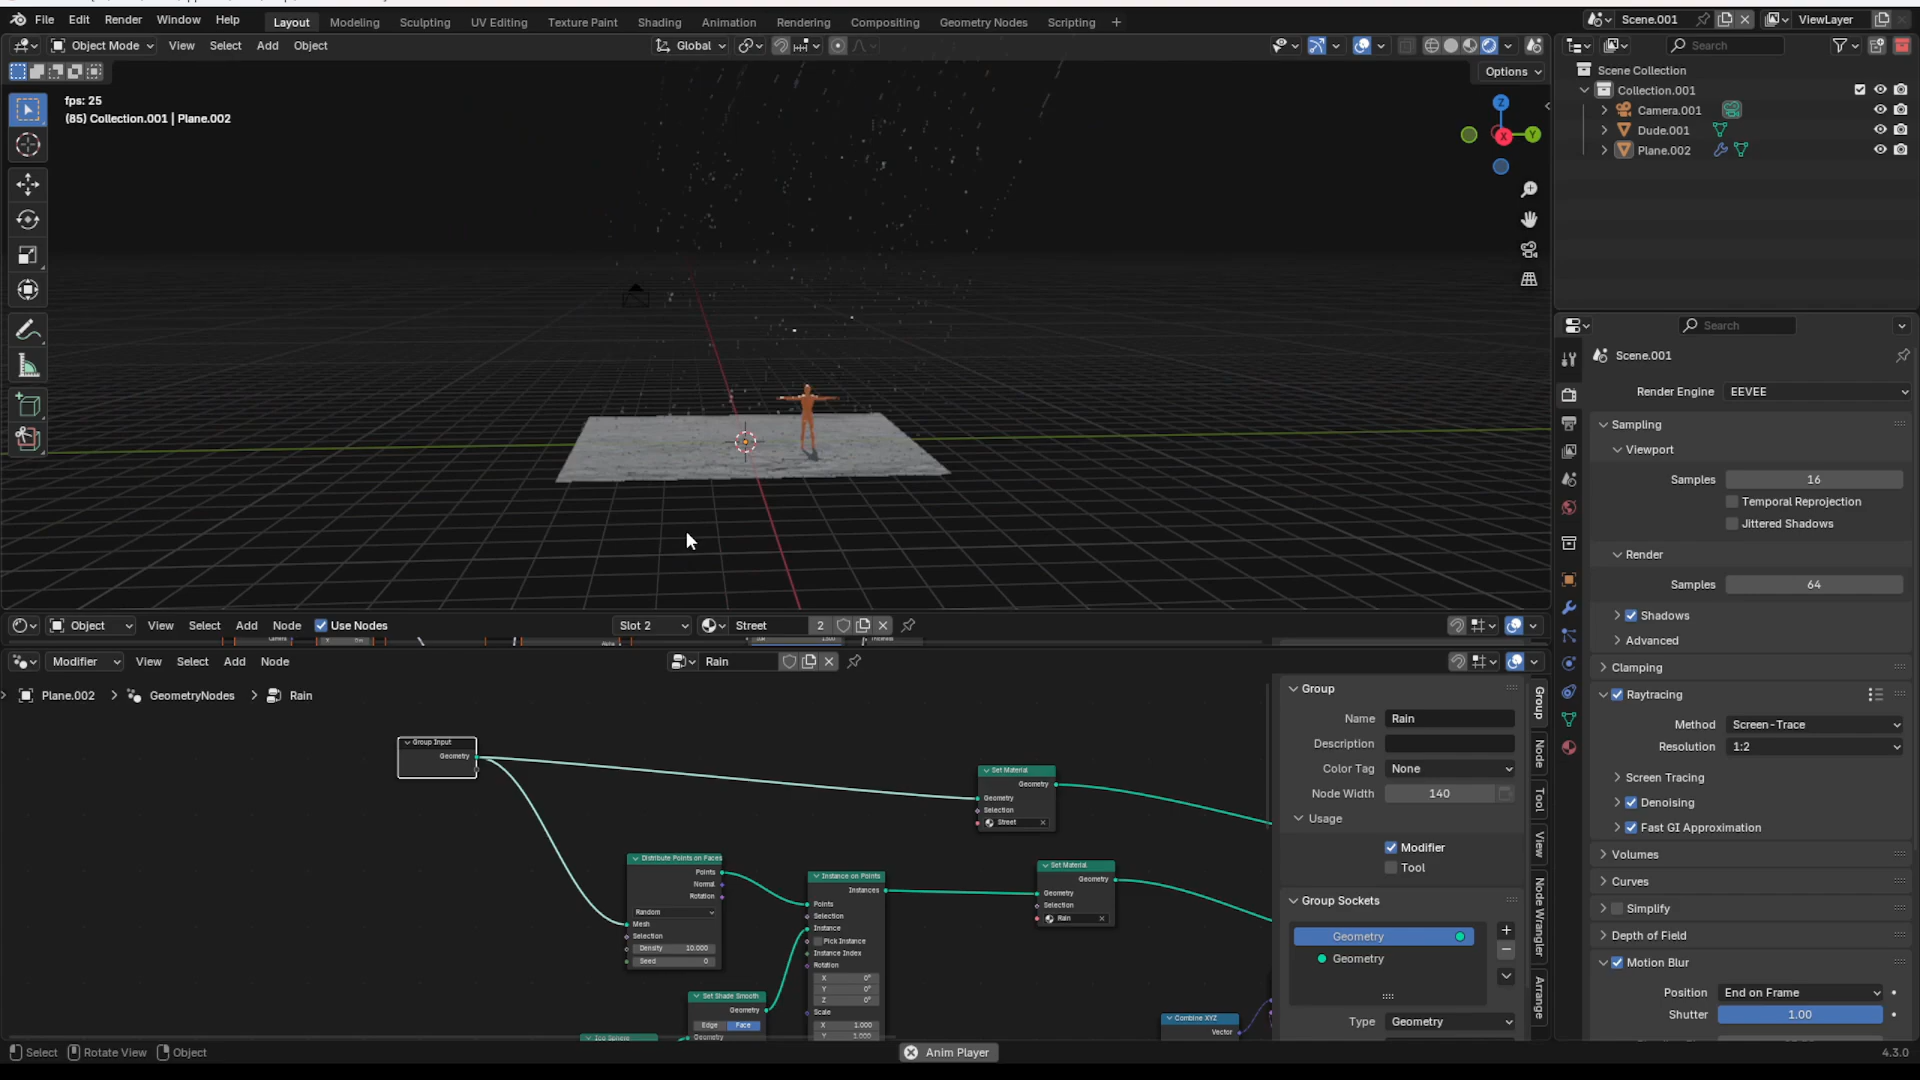 File Edit Render Window Help Layout Modeling Sculpting UV Editing Texture Paint Shading Animation Rendering Compositing Geometry Nodes Scripting + Scene.001 ViewLayer
Object Mode View Select Add Object Global Search
Options
fps: 25
(85) Collection.001 | Plane.002
Z
Y
X
Scene Collection
Collection.001
Camera.001
Dude.001
Plane.002
Search
Scene.001
Render Engine EEVEE
Sampling
Viewport
Samples 16
Temporal Reprojection
Jittered Shadows
Render
Samples 64
Shadows
Advanced
Clamping
Raytracing
Method Screen-Trace
Resolution 1:2
Screen Tracing
Denoising
Fast GI Approximation
Volumes
Curves
Simplify
Depth of Field
Motion Blur
Position End on Frame
Shutter 1.00
Object View Select Add Node Use Nodes Slot 2 Street 2
Modifier View Select Add Node Rain
Plane.002 > GeometryNodes > Rain
Group Input
Geometry
Set Material
Geometry
Geometry
Selection
Street
Distribute Points on Faces
Points
Normal
Rotation
Random
Mesh
Selection
Density 10.000
Seed 0
Instance on Points
Instances
Points
Selection
Instance
Pick Instance
Instance Index
Rotation
X 0°
Y 0°
Z 0°
Scale
X 1.000
Y 1.000
Set Material
Geometry
Geometry
Selection
Rain
Set Shade Smooth
Geometry
Edge Face
Geometry
Ico Sphere
Combine XYZ
Vector
Group
Name Rain
Description
Color Tag None
Node Width 140
Usage
Modifier
Tool
Group Sockets
Geometry
Geometry
Type Geometry
Group
Node
Tool
View
Node Wrangler
Arrange
Select Rotate View Object Anim Player 4.3.0